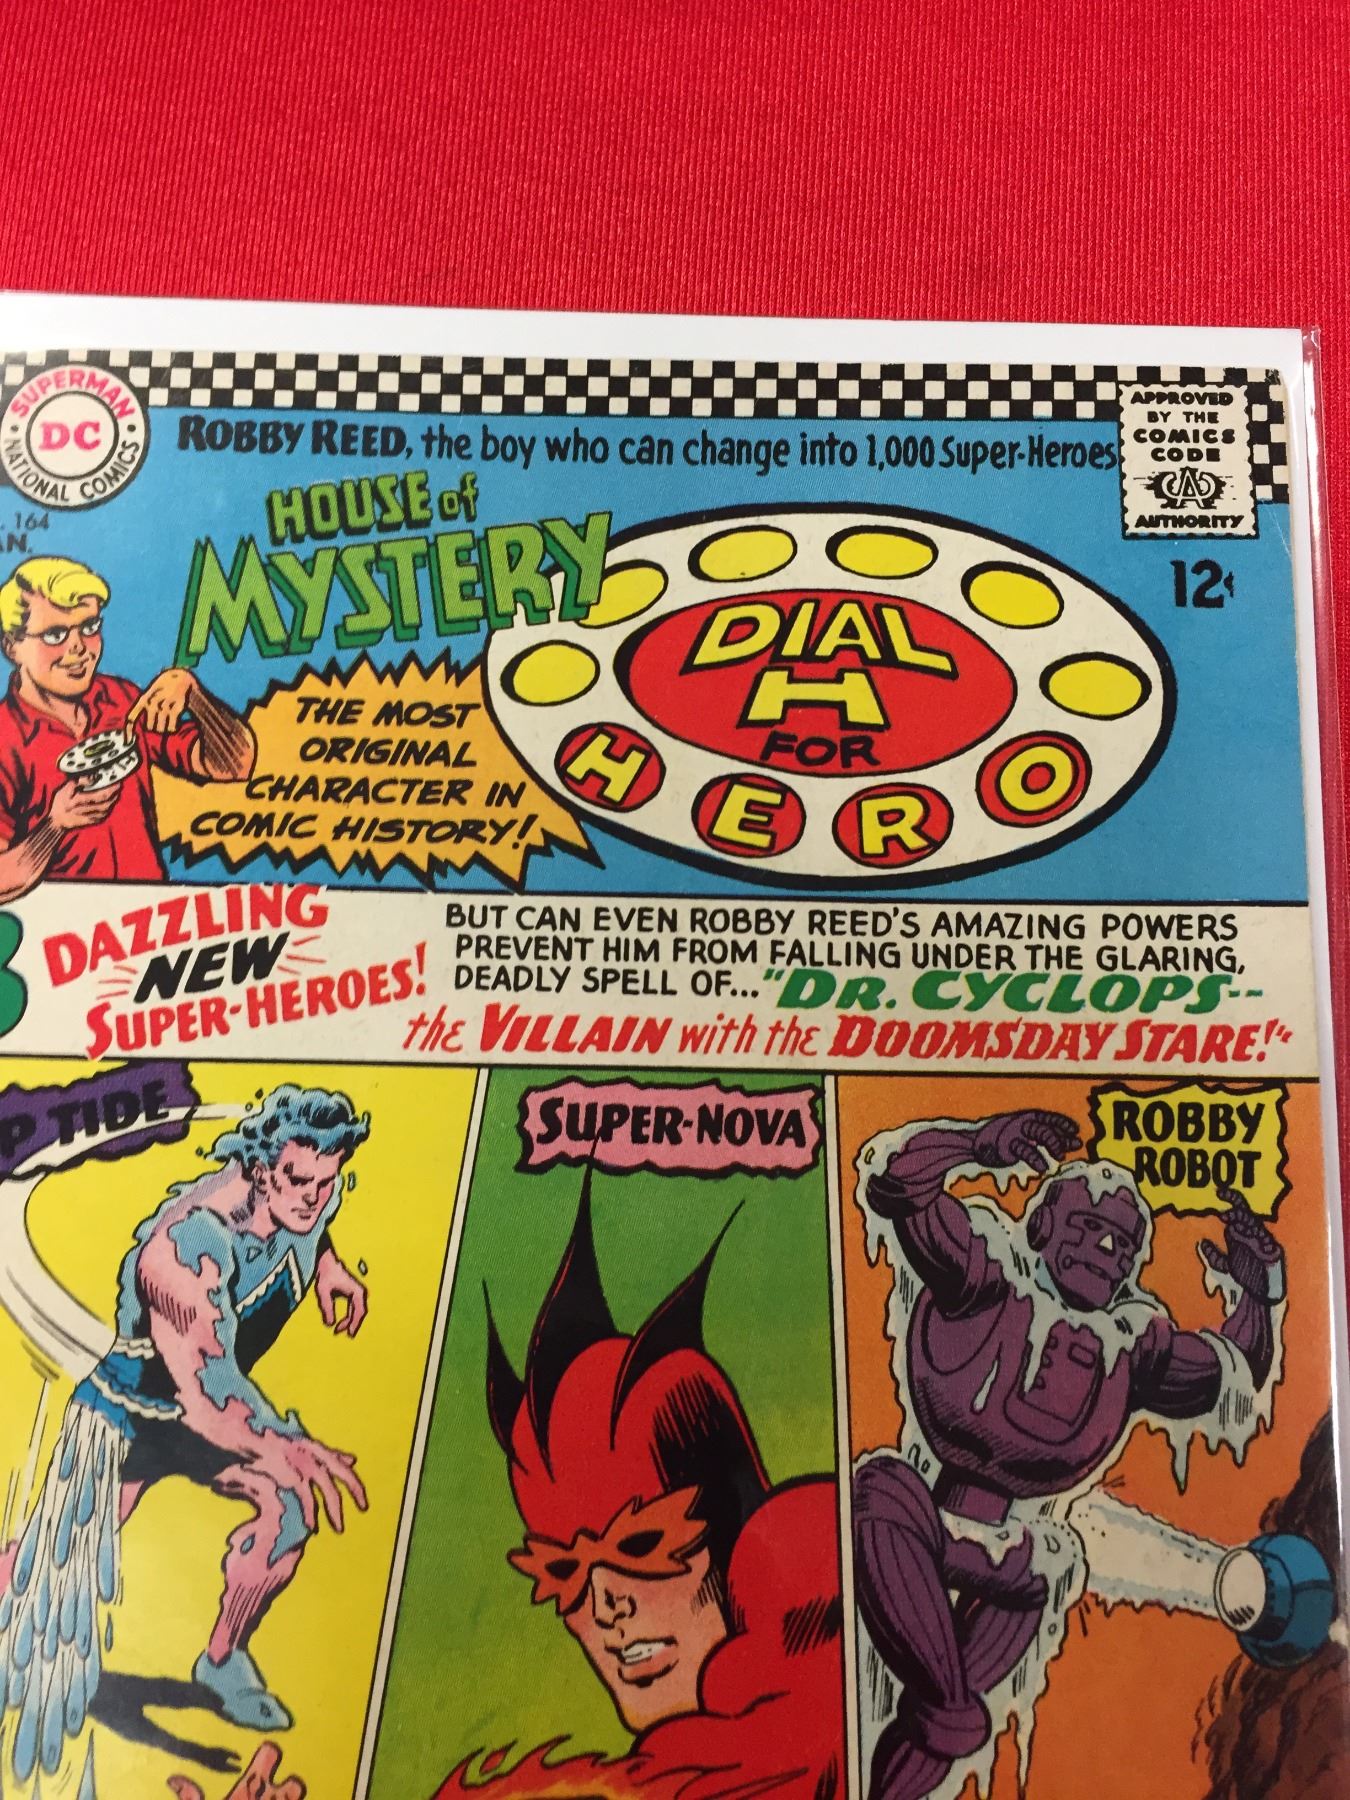 SUPERMAN
DC
NATIONAL COMICS
ROBBY REED, the boy who can change into 1,000 Super-Heroes
APPROVED
BY THE
COMICS
CODE
CA
AUTHORITY
. 164
AN.
HOUSE of
MYSTERY
12¢
DIAL
H
FOR
HERO
THE MOST
ORIGINAL
CHARACTER IN
COMIC HISTORY!
DAZZLING
NEW
SUPER-HEROES!
BUT CAN EVEN ROBBY REED'S AMAZING POWERS
PREVENT HIM FROM FALLING UNDER THE GLARING,
DEADLY SPELL OF... "DR. CYCLOPS--
the VILLAIN with the DOOMSDAY STARE!"
P TIDE
SUPER-NOVA
ROBBY
ROBOT